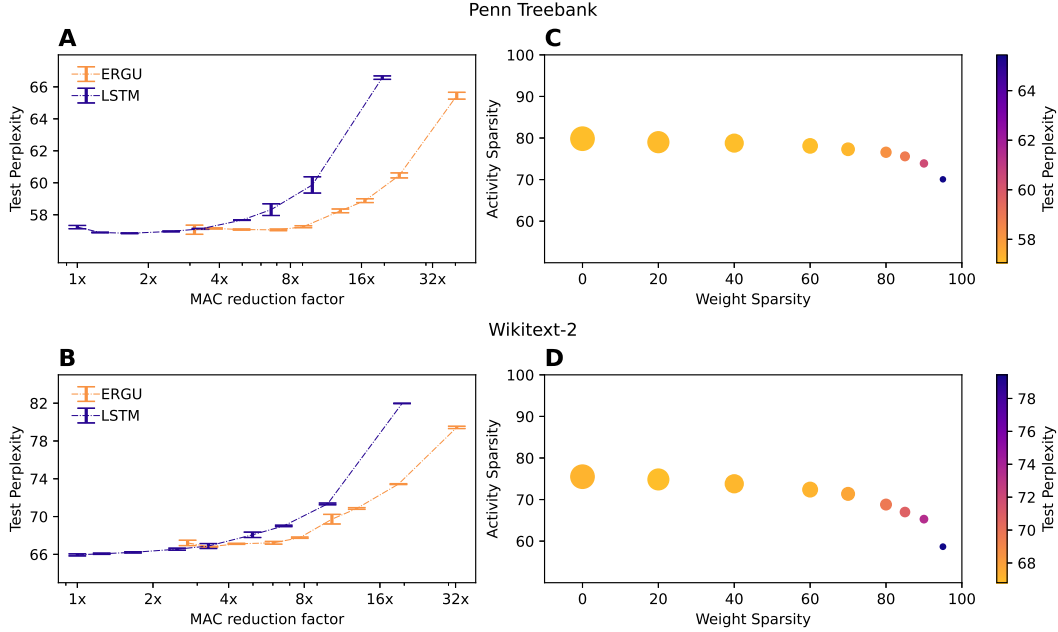 Penn Treebank
A
66
64
62
60
58
Test Perplexity
ERGU
LSTM
1x 2x 4x 8x 16x 32x
MAC reduction factor
C
100
90
80
70
60
Activity Sparsity
0 20 40 60 80 100
Weight Sparsity
64
62
60
58
Test Perplexity
Wikitext-2
B
82
78
74
70
66
Test Perplexity
ERGU
LSTM
1x 2x 4x 8x 16x 32x
MAC reduction factor
D
100
90
80
70
60
Activity Sparsity
0 20 40 60 80 100
Weight Sparsity
78
76
74
72
70
68
Test Perplexity